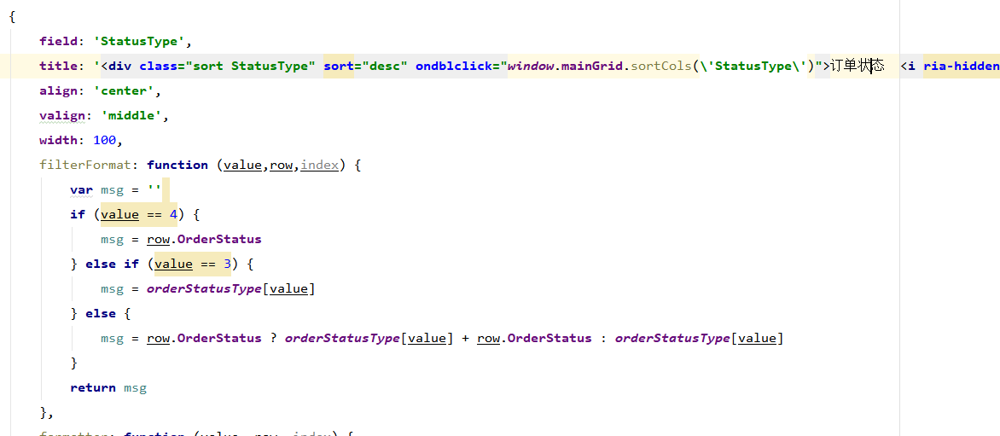 {
field: 'StatusType',
title: '<div class="sort StatusType" sort="desc" ondblclick="window.mainGrid.sortCols(\'StatusType\')">订单状态 <i ria-hidden
align: 'center',
valign: 'middle',
width: 100,
filterFormat: function (value,row,index) {
var msg = ''
if (value == 4) {
msg = row.OrderStatus
} else if (value == 3) {
msg = orderStatusType[value]
} else {
msg = row.OrderStatus ? orderStatusType[value] + row.OrderStatus : orderStatusType[value]
}
return msg
},
formatter: function (value, row, index) {